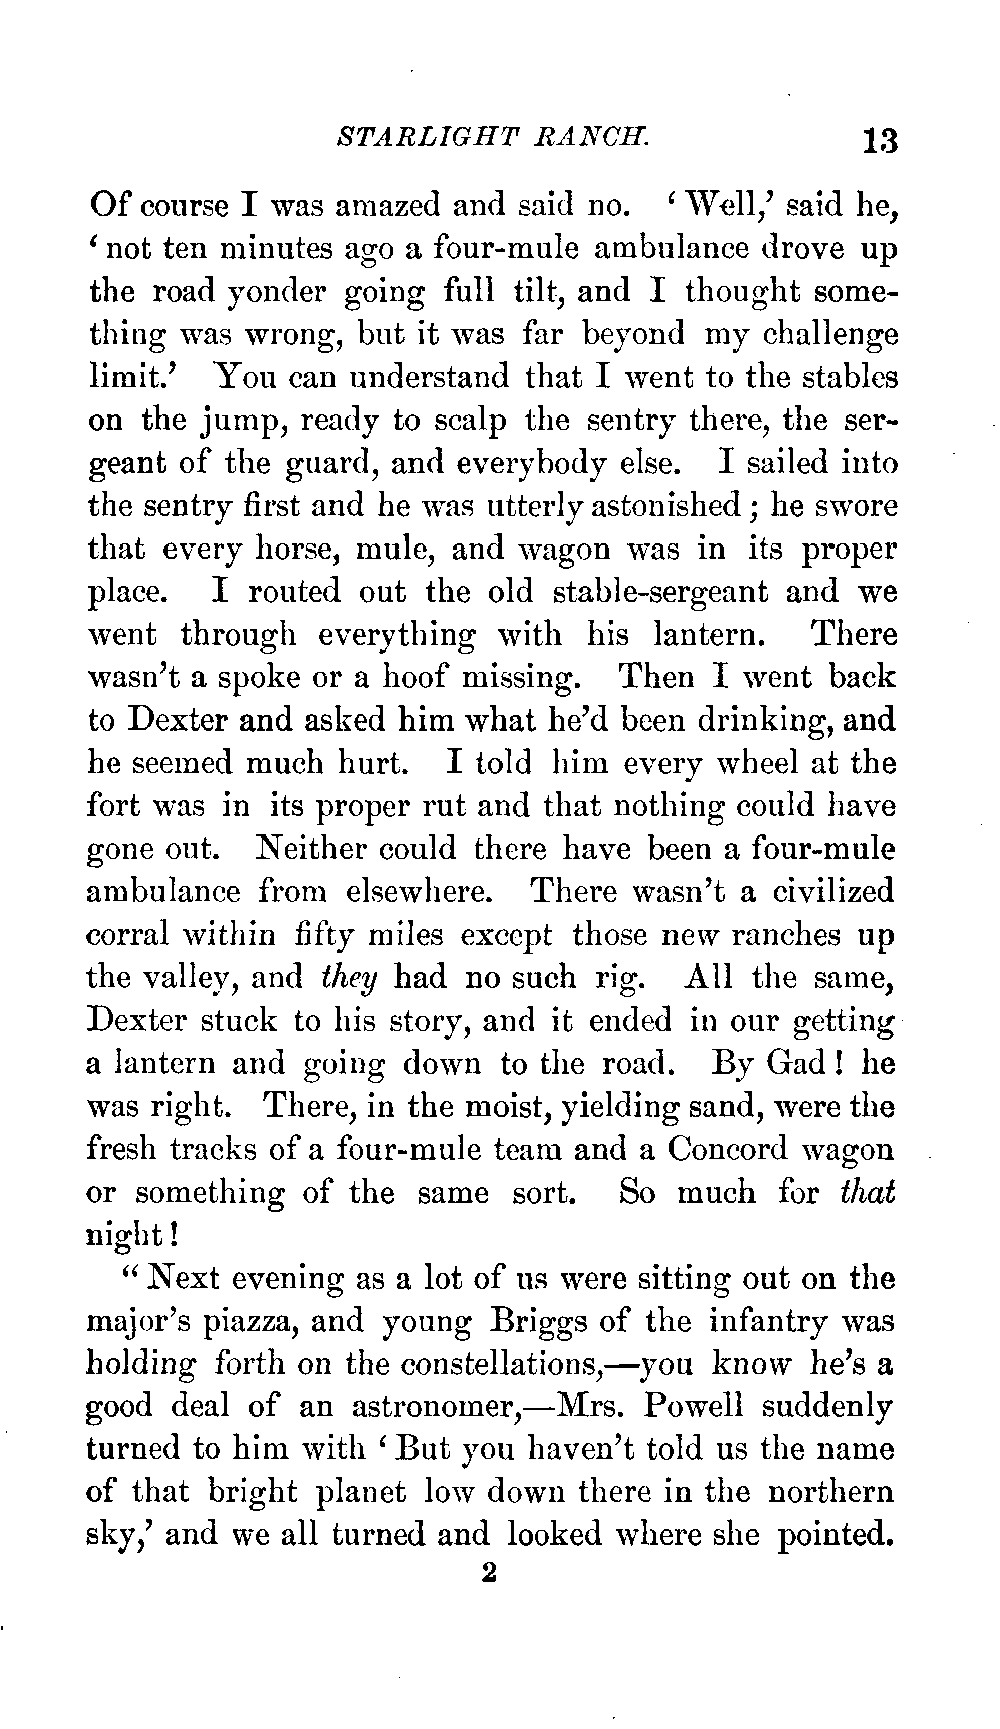 STARLIGHT RANCH. 13
Of course I was amazed and said no. ‘Well,’ said he,
‘not ten minutes ago a four-mule ambulance drove up
the road yonder going full tilt, and I thought some-
thing was wrong, but it was far beyond my challenge
limit.’ You can understand that I went to the stables
on the jump, ready to scalp the sentry there, the ser-
geant of the guard, and everybody else. I sailed into
the sentry first and he was utterly astonished; he swore
that every horse, mule, and wagon was in its proper
place. I routed out the old stable-sergeant and we
went through everything with his lantern. There
wasn’t a spoke or a hoof missing. Then I went back
to Dexter and asked him what he’d been drinking, and
he seemed much hurt. I told him every wheel at the
fort was in its proper rut and that nothing could have
gone out. Neither could there have been a four-mule
ambulance from elsewhere. There wasn’t a civilized
corral within fifty miles except those new ranches up
the valley, and they had no such rig. All the same,
Dexter stuck to his story, and it ended in our getting
a lantern and going down to the road. By Gad! he
was right. There, in the moist, yielding sand, were the
fresh tracks of a four-mule team and a Concord wagon
or something of the same sort. So much for that
night!
“Next evening as a lot of us were sitting out on the
major’s piazza, and young Briggs of the infantry was
holding forth on the constellations,—you know he’s a
good deal of an astronomer,—Mrs. Powell suddenly
turned to him with ‘But you haven’t told us the name
of that bright planet low down there in the northern
sky,’ and we all turned and looked where she pointed.
2